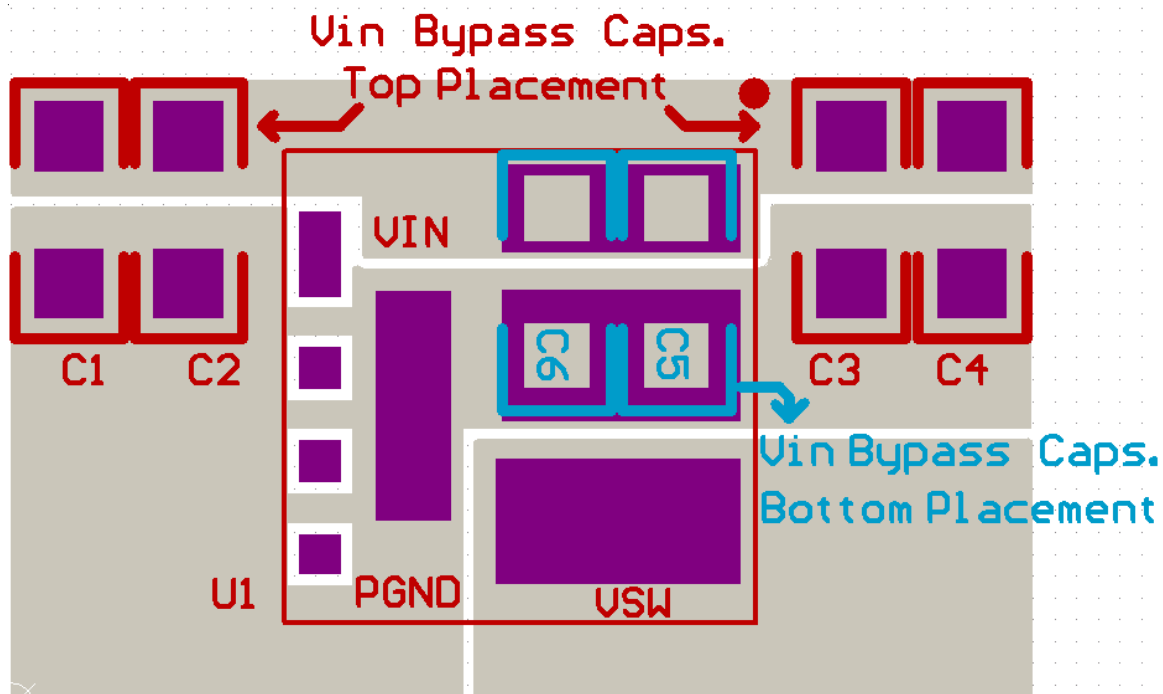 Vin Bypass Caps.
Top Placement
VIN
C6
C5
C1
C2
C3
C4
Vin Bypass Caps.
Bottom Placement
U1
PGND
VSW